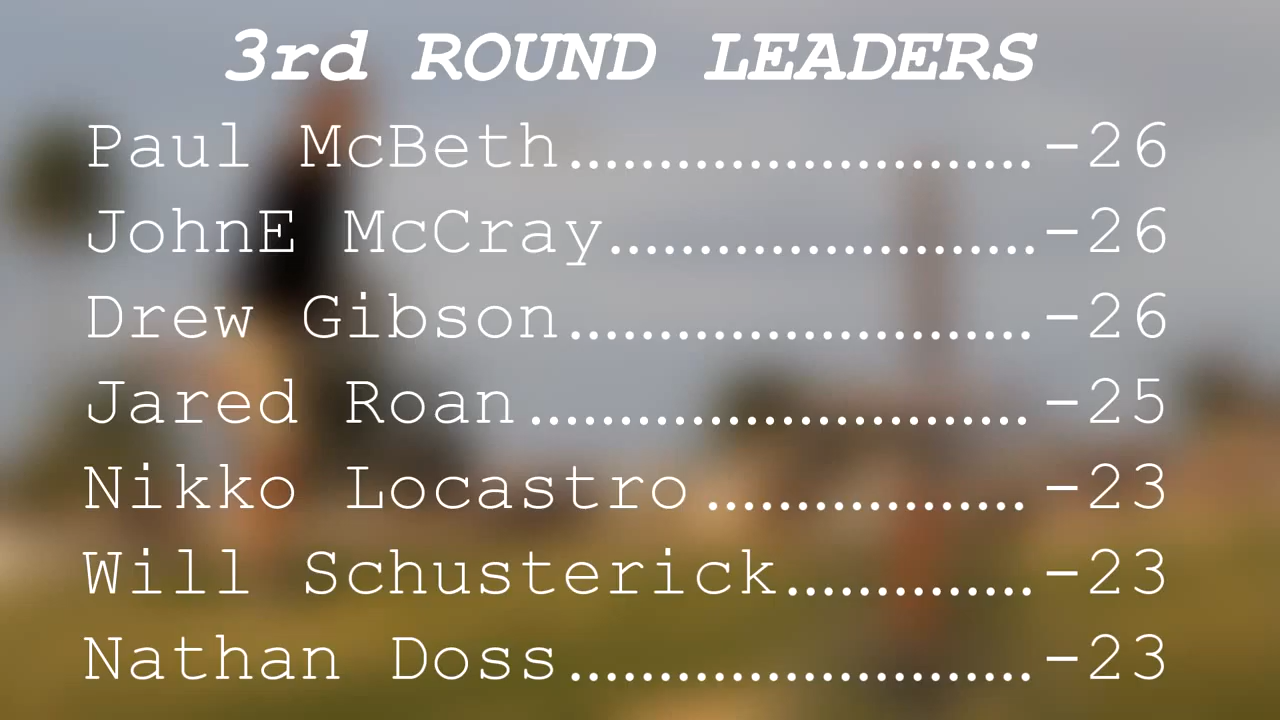 3rd ROUND LEADERS
Paul McBeth..........................-26
JohnE McCray........................-26
Drew Gibson..........................-26
Jared Roan............................-25
Nikko Locastro..................-23
Will Schusterick..............-23
Nathan Doss..........................-23